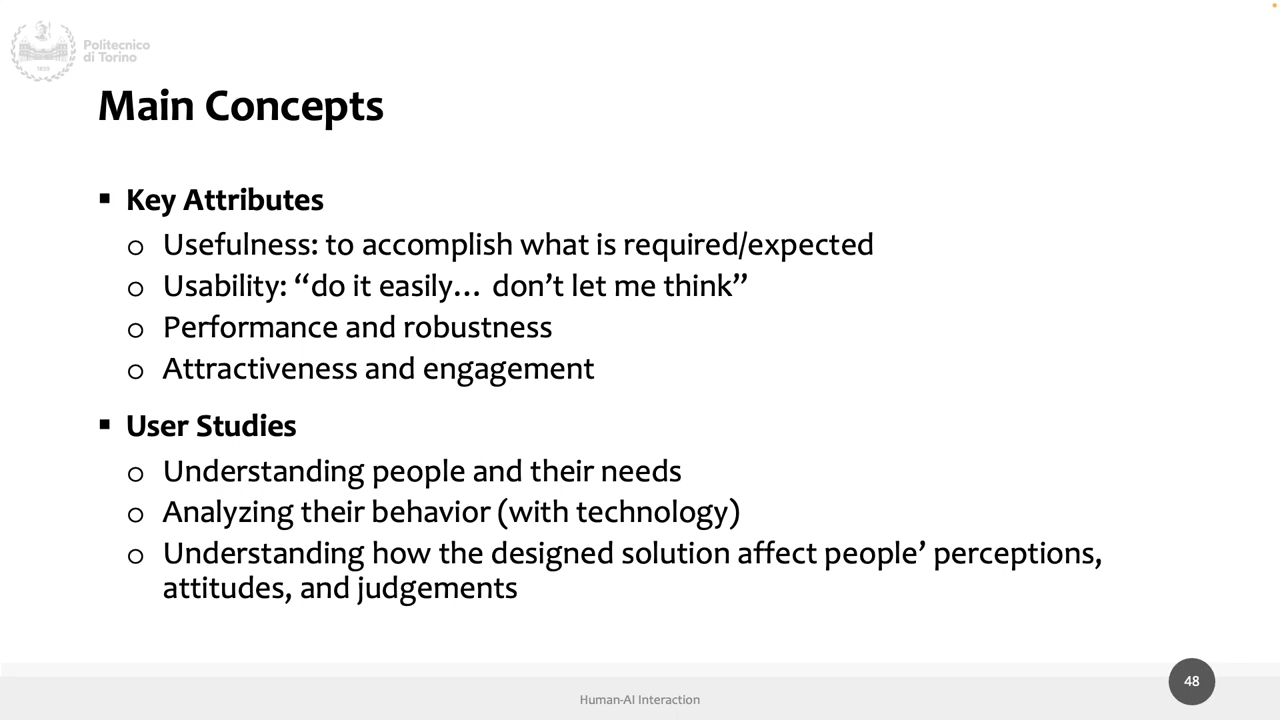 Politecnico
di Torino
1859
Main Concepts
▪ Key Attributes
o Usefulness: to accomplish what is required/expected
o Usability: “do it easily… don’t let me think”
o Performance and robustness
o Attractiveness and engagement
▪ User Studies
o Understanding people and their needs
o Analyzing their behavior (with technology)
o Understanding how the designed solution affect people’ perceptions,
attitudes, and judgements
Human-AI Interaction
48